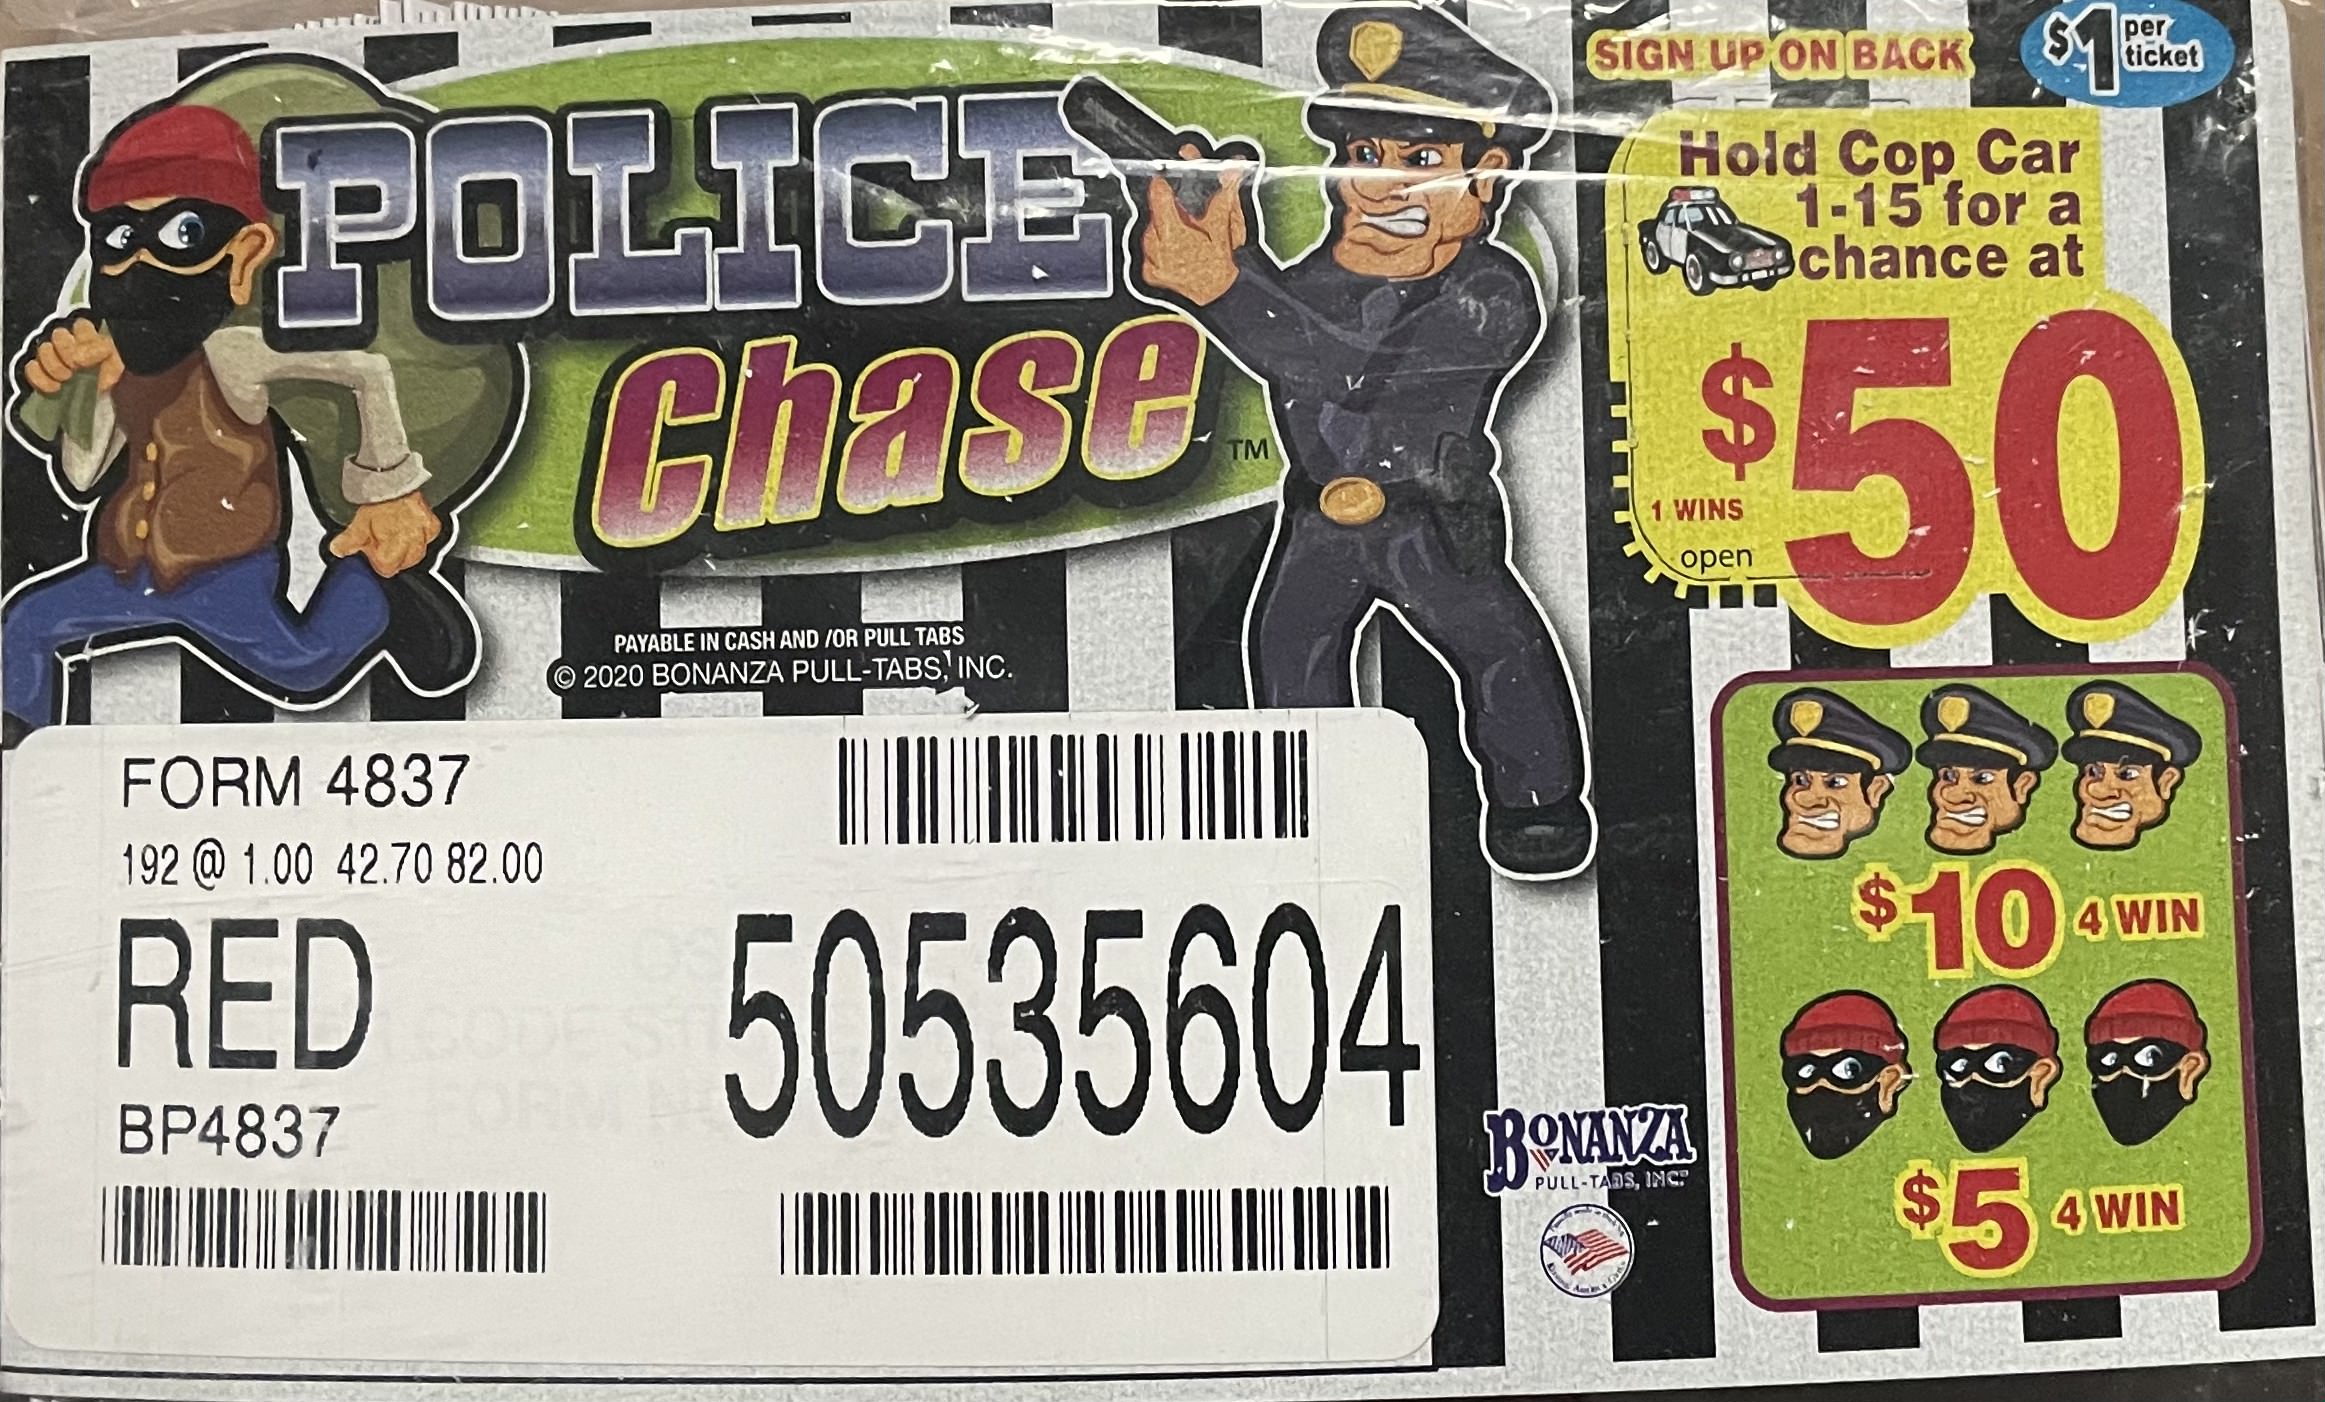 POLICE
Chase™
PAYABLE IN CASH AND /OR PULL TABS
© 2020 BONANZA PULL-TABS, INC.
SIGN UP ON BACK
$1 per ticket
Hold Cop Car
1-15 for a
chance at
$50
1 WINS
open
$10 4 WIN
$5 4 WIN
FORM 4837
192 @ 1.00 42.70 82.00
RED
50535604
BP4837
BONANZA
PULL-TABS, INC.